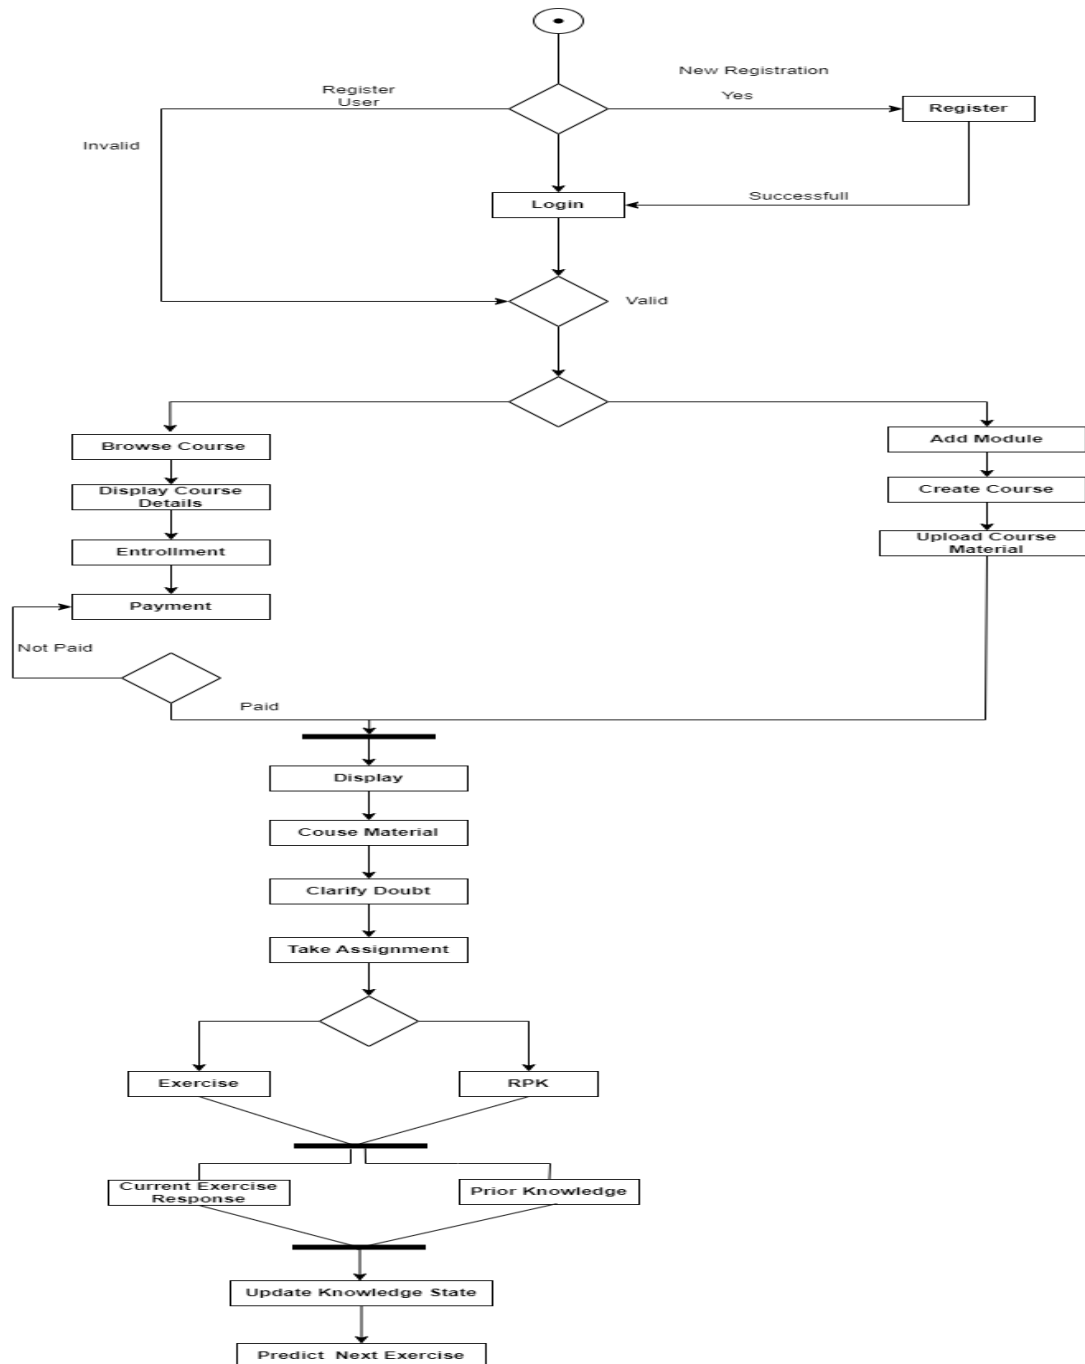 New Registration
Register
User
Yes
Register
Invalid
Login
Successfull
Valid
Browse Course
Add Module
Display Course
Details
Create Course
Entrollment
Upload Course
Material
Payment
Not Paid
Paid
Display
Couse Material
Clarify Doubt
Take Assignment
Exercise
RPK
Current Exercise
Response
Prior Knowledge
Update Knowledge State
Predict Next Exercise